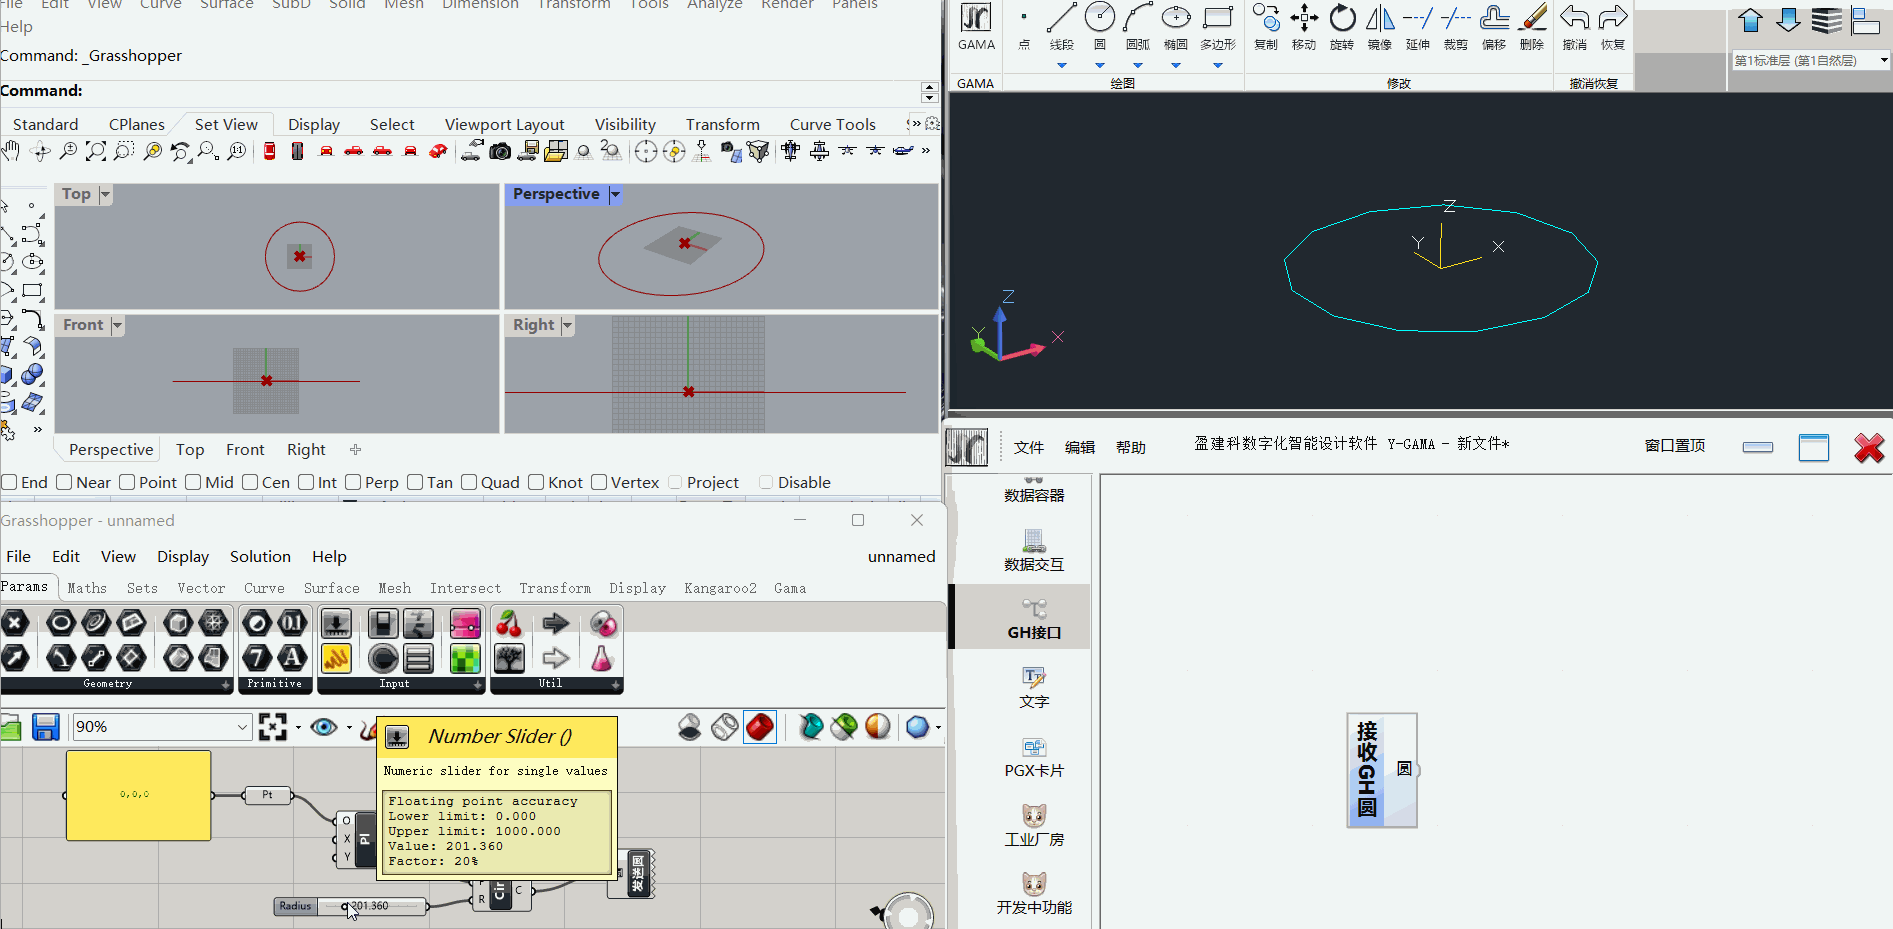 File Edit View Curve Surface SubD Solid Mesh Dimension Transform Tools Analyze Render Panels
Help
Command: _Grasshopper
Command:
Standard CPlanes Set View Display Select Viewport Layout Visibility Transform Curve Tools
Top
Perspective
Front
Right
Perspective Top Front Right
End Near Point Mid Cen Int Perp Tan Quad Knot Vertex Project Disable
Grasshopper - unnamed
File Edit View Display Solution Help unnamed
Params Maths Sets Vector Curve Surface Mesh Intersect Transform Display Kangaroo2 Gama
Geometry Primitive Input Util
90%
Number Slider ()
Numeric slider for single values
Floating point accuracy
Lower limit: 0.000
Upper limit: 1000.000
Value: 201.360
Factor: 20%
0,0,0
Pt
O
X
Y
Pl
R
Cir
C
发送圆
Radius 201.360
GAMA 点 线段 圆 圆弧 椭圆 多边形 复制 移动 旋转 镜像 延伸 裁剪 偏移 删除 撤消 恢复
GAMA 绘图 修改 撤消恢复
第1标准层 (第1自然层)
Z
Y X
Z
Y X
文件 编辑 帮助 盈建科数字化智能设计软件 Y-GAMA - 新文件* 窗口置顶
数据容器
数据交互
GH接口
文字
PGX卡片
工业厂房
开发中功能
接收GH圆
圆